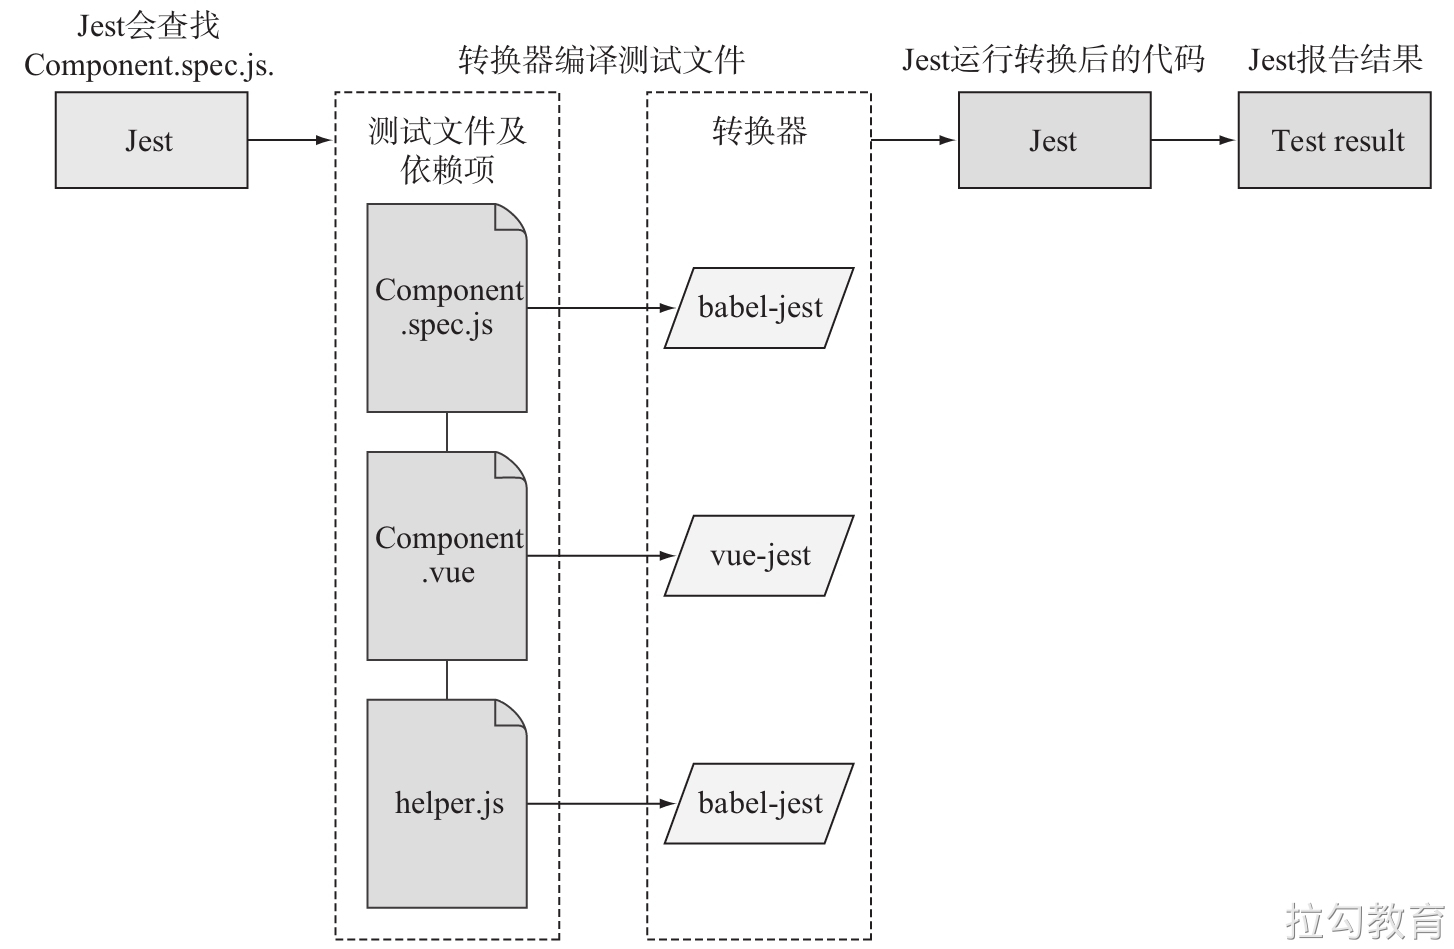 Jest会查找
Component.spec.js.
转换器编译测试文件
Jest运行转换后的代码
Jest报告结果
Jest
测试文件及
依赖项
转换器
Jest
Test result
Component
.spec.js
babel-jest
Component
.vue
vue-jest
helper.js
babel-jest
拉勾教育